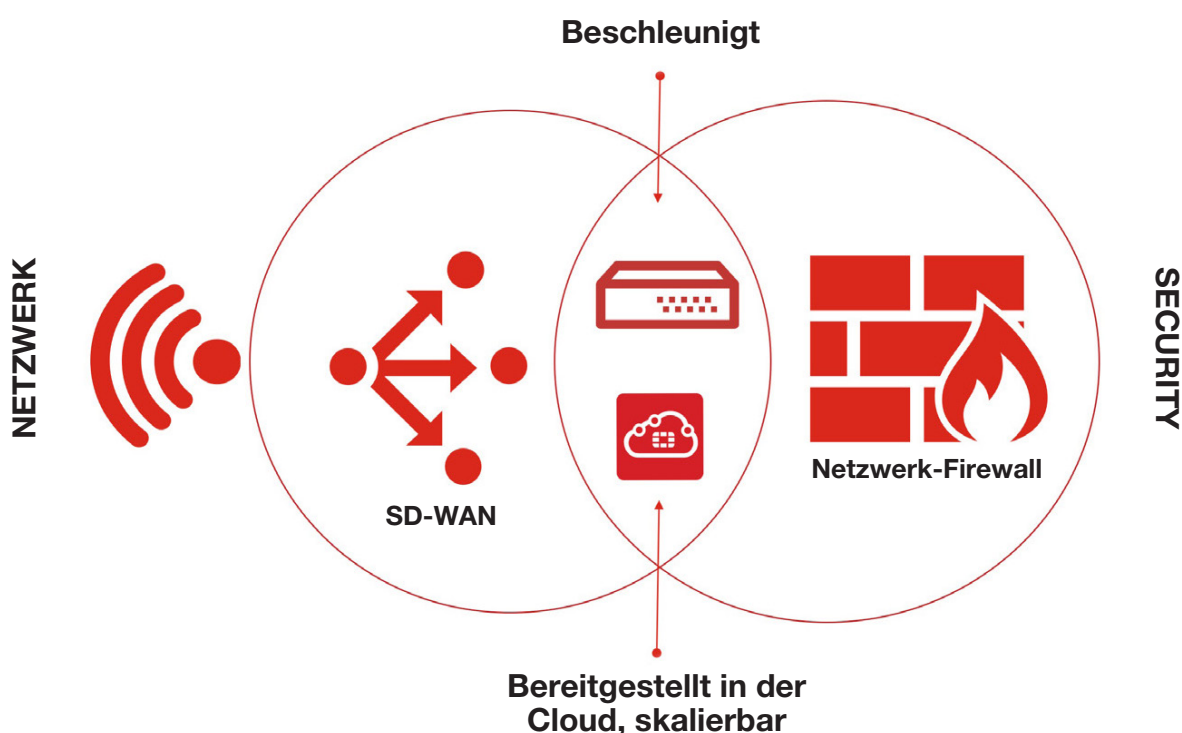 Beschleunigt
NETZWERK
SECURITY
Netzwerk-Firewall
SD-WAN
Bereitgestellt in der
Cloud, skalierbar